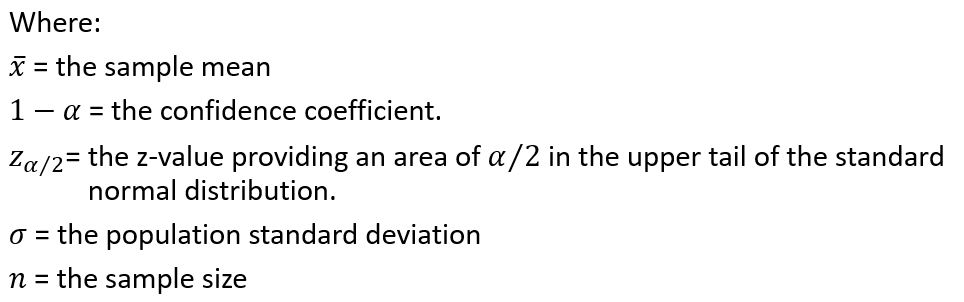 Where:
x̄ = the sample mean
1 − α = the confidence coefficient.
zα/2= the z-value providing an area of α/2 in the upper tail of the standard
normal distribution.
σ = the population standard deviation
n = the sample size